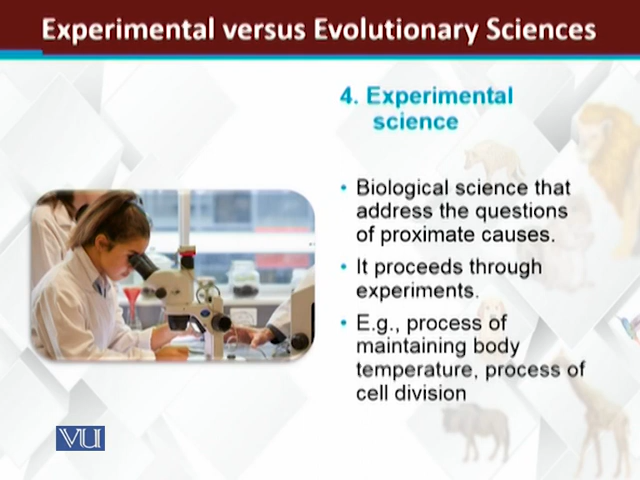 Experimental versus Evolutionary Sciences
4. Experimental
science
• Biological science that
address the questions
of proximate causes.
• It proceeds through
experiments.
• E.g., process of
maintaining body
temperature, process of
cell division
VU